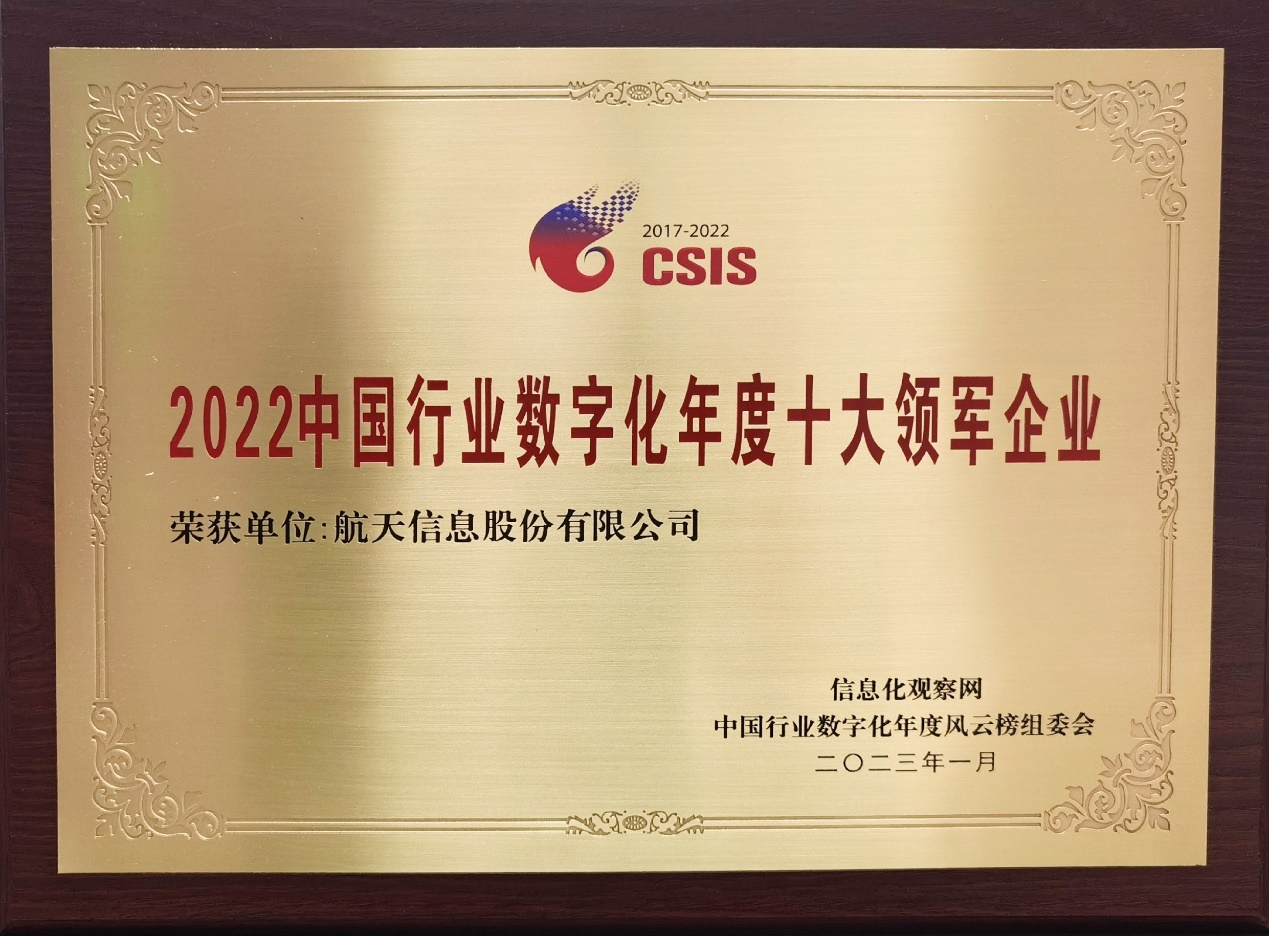 2017-2022
CSIS
2022中国行业数字化年度十大领军企业
荣获单位:航天信息股份有限公司
信息化观察网
中国行业数字化年度风云榜组委会
二〇二三年一月